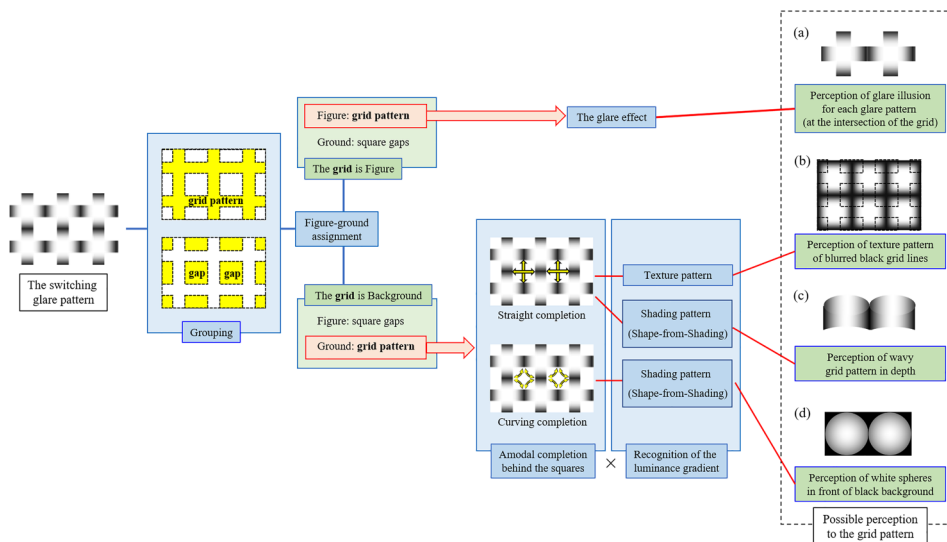 The switching
glare pattern
grid pattern
gap
gap
Grouping
Figure-ground
assignment
Figure: grid pattern
Ground: square gaps
The grid is Figure
The grid is Background
Figure: square gaps
Ground: grid pattern
The glare effect
Straight completion
Curving completion
Amodal completion
behind the squares
×
Texture pattern
Shading pattern
(Shape-from-Shading)
Shading pattern
(Shape-from-Shading)
Recognition of the
luminance gradient
(a)
Perception of glare illusion
for each glare pattern
(at the intersection of the grid)
(b)
Perception of texture pattern
of blurred black grid lines
(c)
Perception of wavy
grid pattern in depth
(d)
Perception of white spheres
in front of black background
Possible perception
to the grid pattern